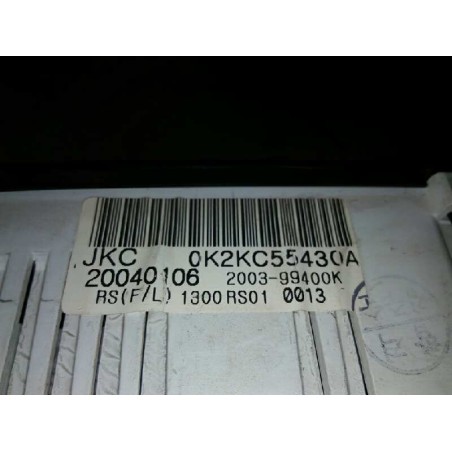 JKC 0K2KC55430A
20040106 2003-99400K
RS(F/L) 1300 RS01 0013